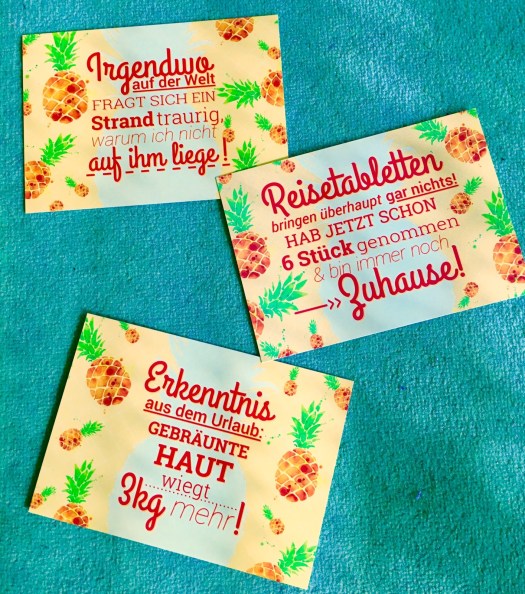 Irgendwo
auf der Welt
FRAGT SICH EIN
Strand traurig,
warum ich nicht
auf ihm liege!
Reisetabletten
bringen überhaupt gar nichts!
HAB JETZT SCHON
6 Stück genommen
& bin immer noch
Zuhause!
Erkenntnis
aus dem Urlaub:
GEBRÄUNTE
HAUT
wiegt
3kg mehr!